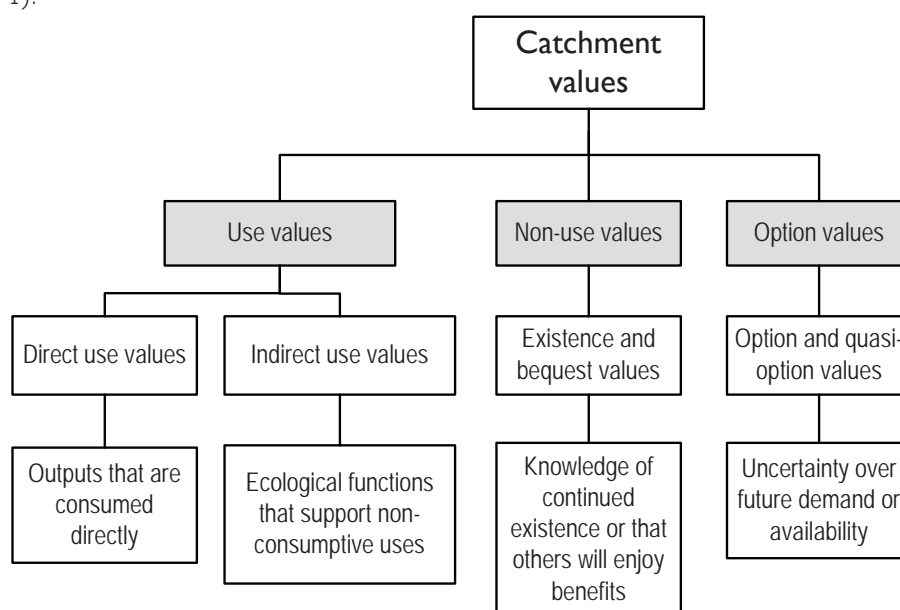 1).
Catchment
values
Use values
Non-use values
Option values
Direct use values
Indirect use values
Existence and
bequest values
Option and quasi-
option values
Outputs that are
consumed
directly
Ecological functions
that support non-
consumptive uses
Knowledge of
continued
existence or that
others will enjoy
benefits
Uncertainty over
future demand or
availability